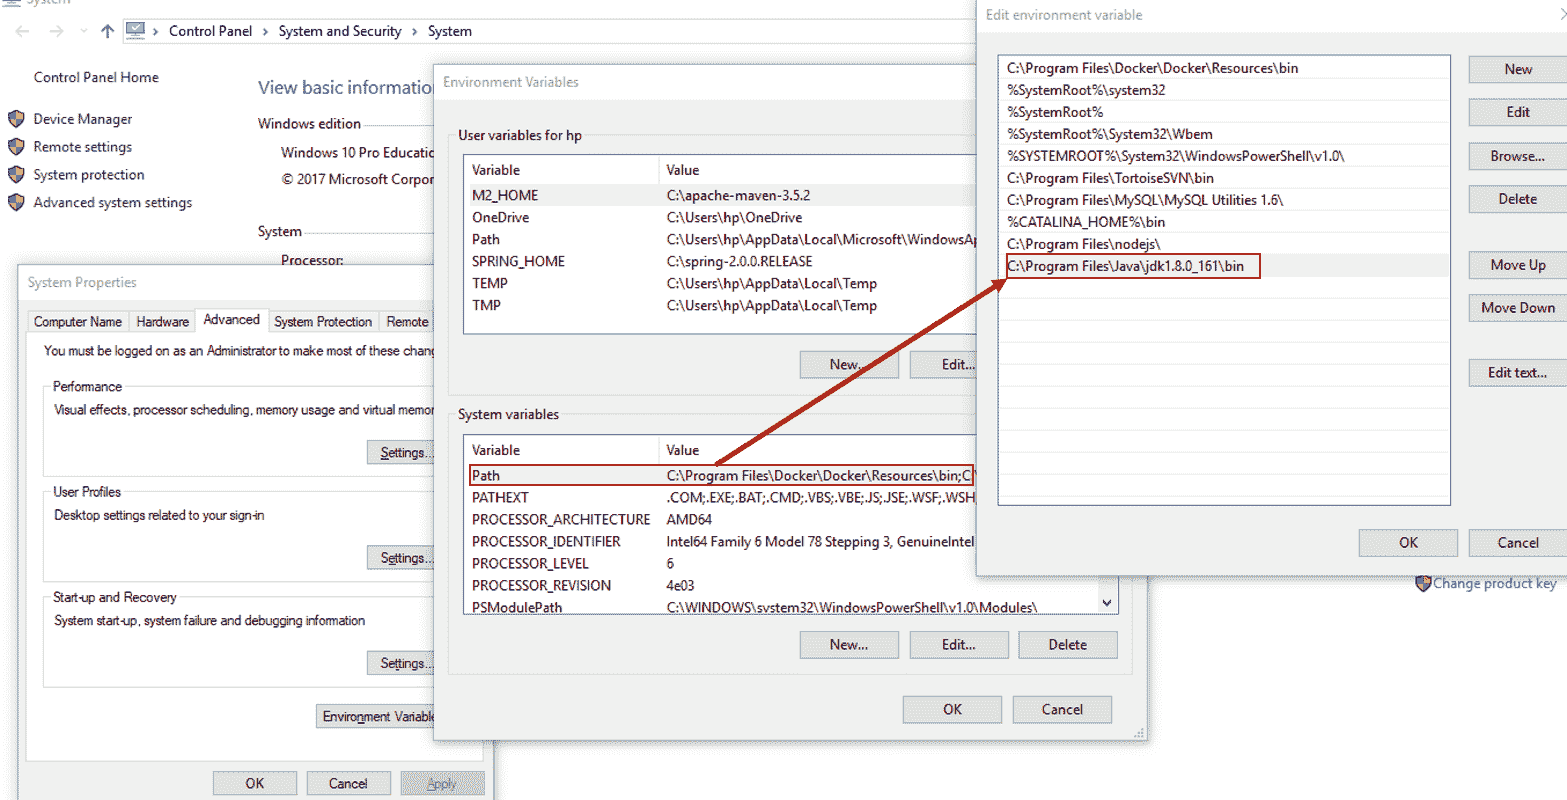 System
Control Panel > System and Security > System
Control Panel Home
Device Manager
Remote settings
System protection
Advanced system settings
View basic informatio
Windows edition
Windows 10 Pro Educatio
© 2017 Microsoft Corpor
System
Processor:
System Properties
Computer Name
Hardware
Advanced
System Protection
Remote
You must be logged on as an Administrator to make most of these chang
Performance
Visual effects, processor scheduling, memory usage and virtual memor
Settings...
User Profiles
Desktop settings related to your sign-in
Settings...
Start-up and Recovery
System start-up, system failure and debugging information
Settings...
Environment Variable
OK
Cancel
Apply
Environment Variables
User variables for hp
Variable Value
M2_HOME C:\apache-maven-3.5.2
OneDrive C:\Users\hp\OneDrive
Path C:\Users\hp\AppData\Local\Microsoft\WindowsAp
SPRING_HOME C:\spring-2.0.0.RELEASE
TEMP C:\Users\hp\AppData\Local\Temp
TMP C:\Users\hp\AppData\Local\Temp
New...
Edit...
System variables
Variable Value
Path C:\Program Files\Docker\Docker\Resources\bin;C:\
PATHEXT .COM;.EXE;.BAT;.CMD;.VBS;.VBE;.JS;.JSE;.WSF;.WSH
PROCESSOR_ARCHITECTURE AMD64
PROCESSOR_IDENTIFIER Intel64 Family 6 Model 78 Stepping 3, GenuineIntel
PROCESSOR_LEVEL 6
PROCESSOR_REVISION 4e03
PSModulePath C:\WINDOWS\system32\WindowsPowerShell\v1.0\Modules\
New...
Edit...
Delete
OK
Cancel
Edit environment variable
C:\Program Files\Docker\Docker\Resources\bin
%SystemRoot%\system32
%SystemRoot%
%SystemRoot%\System32\Wbem
%SYSTEMROOT%\System32\WindowsPowerShell\v1.0\
C:\Program Files\TortoiseSVN\bin
C:\Program Files\MySQL\MySQL Utilities 1.6\
%CATALINA_HOME%\bin
C:\Program Files\nodejs\
C:\Program Files\Java\jdk1.8.0_161\bin
New
Edit
Browse...
Delete
Move Up
Move Down
Edit text...
OK
Cancel
Change product key